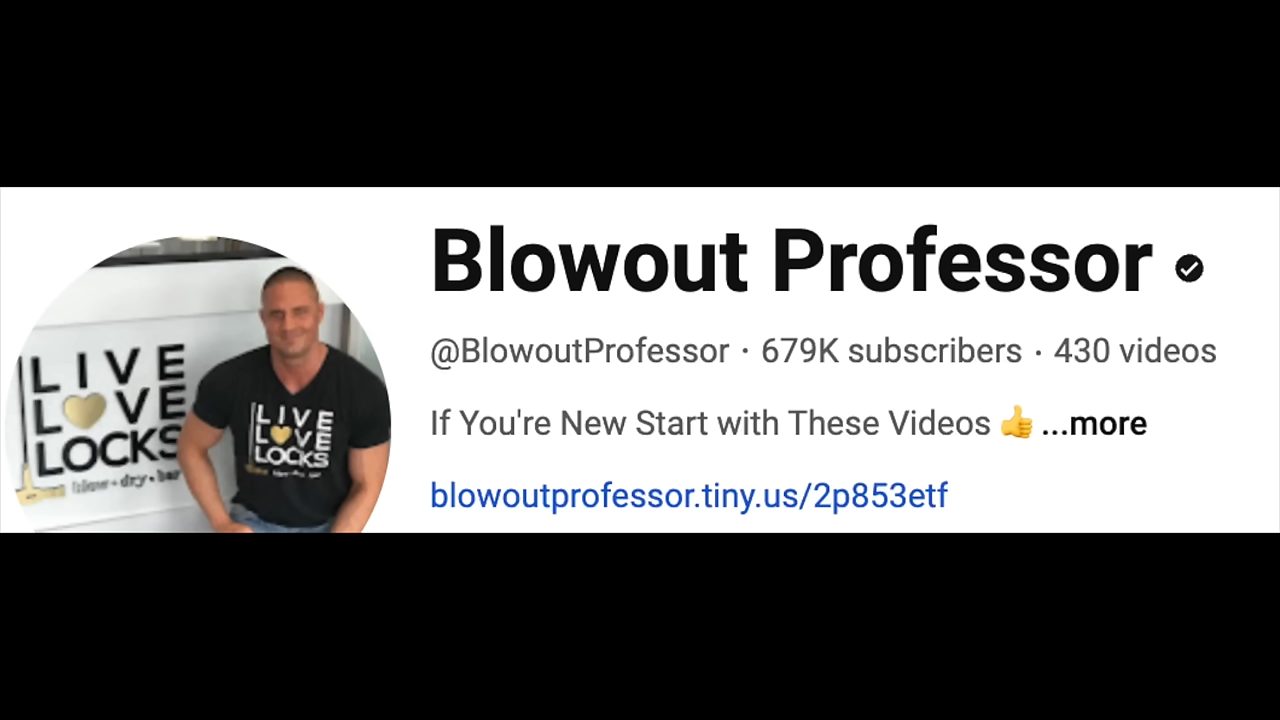 Blowout Professor
@BlowoutProfessor · 679K subscribers · 430 videos
If You're New Start with These Videos 👍 ...more
blowoutprofessor.tiny.us/2p853etf
LIVE
LOVE
LOCKS
blow • dry • bar
LIVE
LOVE
LOCKS